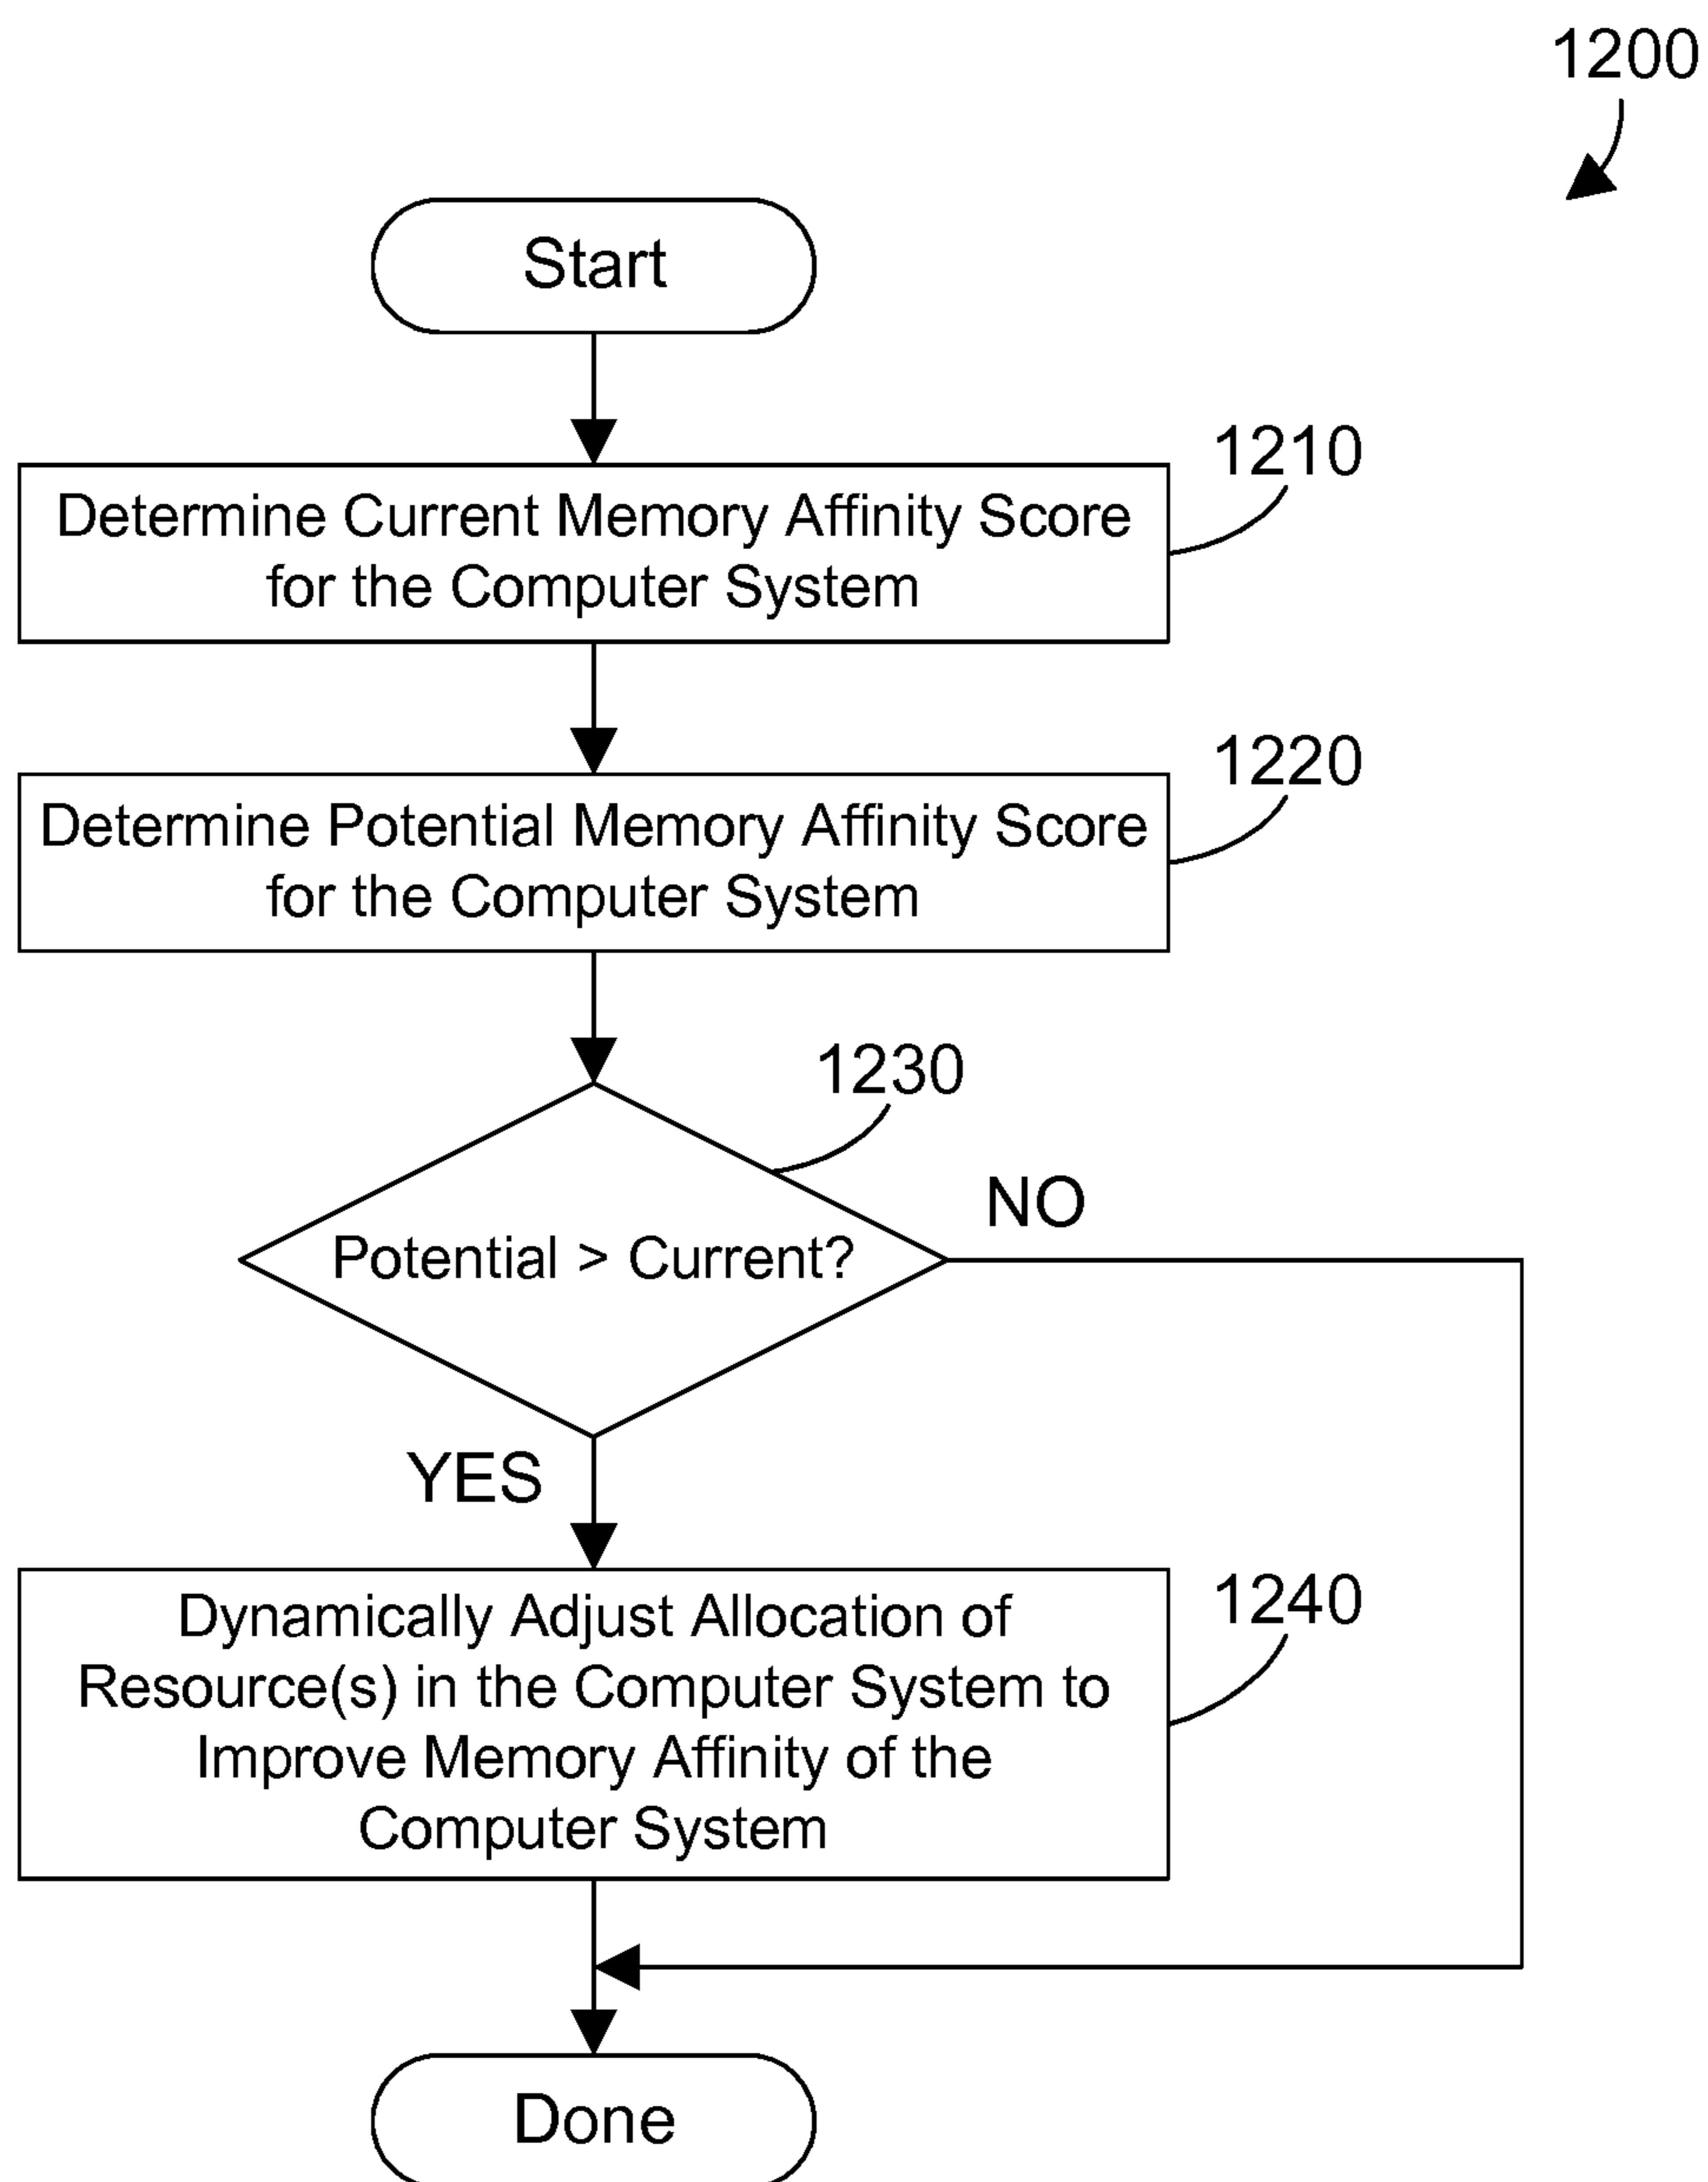 1200
Start
1210
Determine Current Memory Affinity Score
for the Computer System
1220
Determine Potential Memory Affinity Score
for the Computer System
1230
Potential > Current?
NO
YES
1240
Dynamically Adjust Allocation of
Resource(s) in the Computer System to
Improve Memory Affinity of the
Computer System
Done